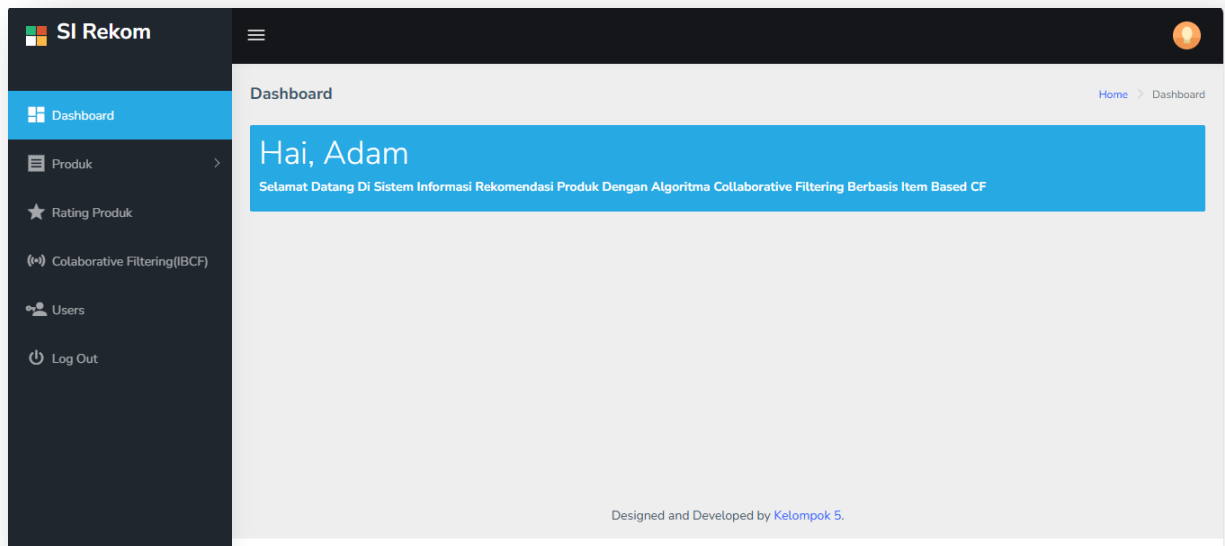 SI Rekom
Dashboard
Produk
Rating Produk
Colaborative Filtering(IBCF)
Users
Log Out
Dashboard
Home > Dashboard
Hai, Adam
Selamat Datang Di Sistem Informasi Rekomendasi Produk Dengan Algoritma Collaborative Filtering Berbasis Item Based CF
Designed and Developed by Kelompok 5.